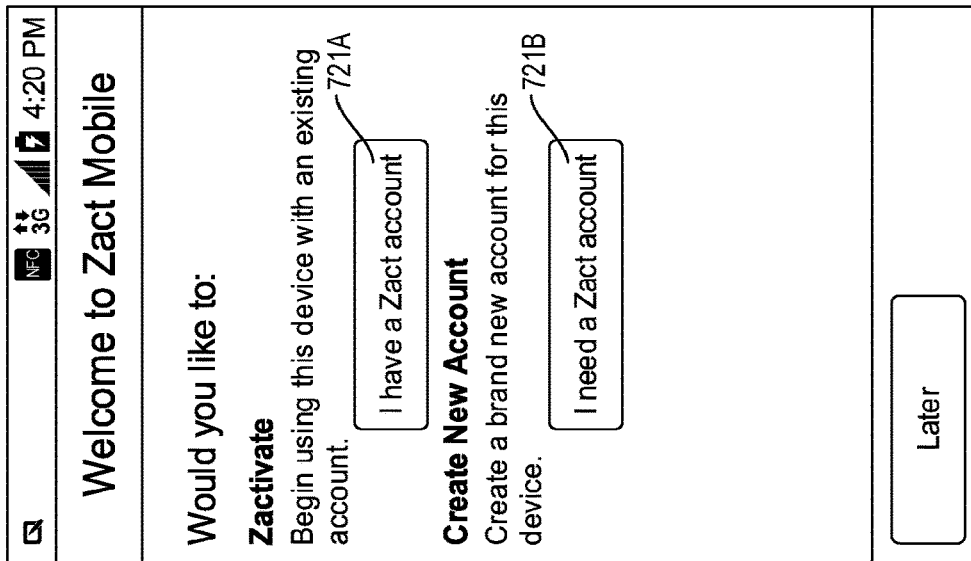 NFC 3G 4:20 PM
Welcome to Zact Mobile
Would you like to:
Zactivate
Begin using this device with an existing
account.
I have a Zact account
721A
Create New Account
Create a brand new account for this
device.
I need a Zact account
721B
Later